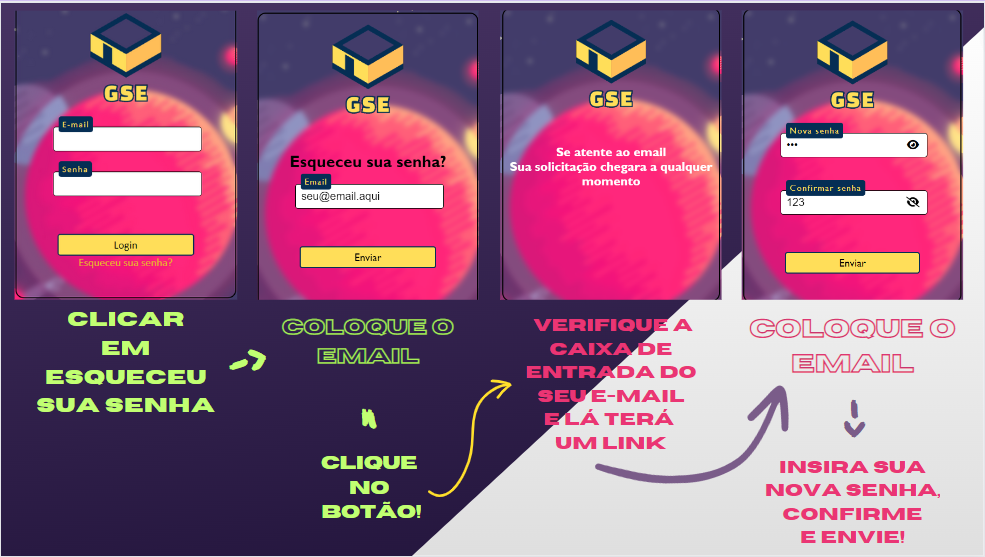 GSE
E-mail
Senha
Login
Esqueceu sua senha?
CLICAR
EM
ESQUECEU
SUA SENHA
GSE
Esqueceu sua senha?
Email
seu@email.aqui
Enviar
COLOQUE O
EMAIL
CLIQUE
NO
BOTÃO!
GSE
Se atente ao email
Sua solicitação chegara a qualquer
momento
VERIFIQUE A
CAIXA DE
ENTRADA DO
SEU E-MAIL
E LÁ TERÁ
UM LINK
GSE
Nova senha
•••
Confirmar senha
123
Enviar
COLOQUE O
EMAIL
INSIRA SUA
NOVA SENHA,
CONFIRME
E ENVIE!